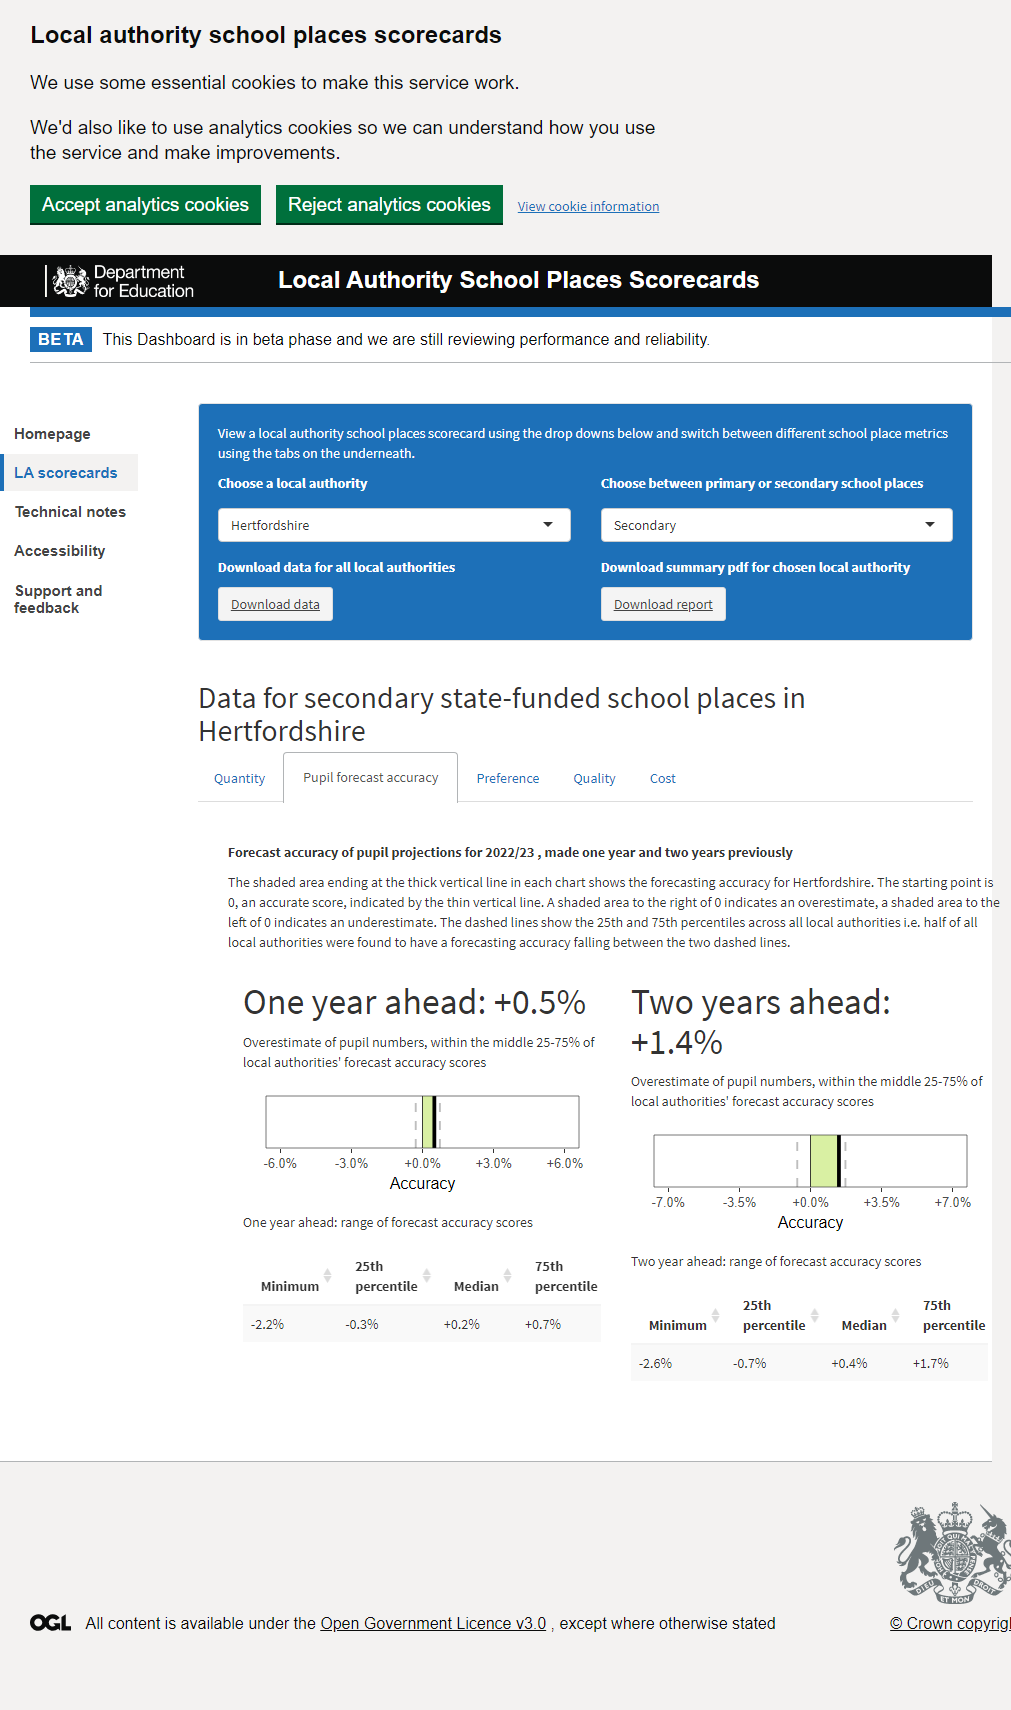 Local authority school places scorecards
We use some essential cookies to make this service work.
We'd also like to use analytics cookies so we can understand how you use
the service and make improvements.
Accept analytics cookies Reject analytics cookies View cookie information
Department
for Education
Local Authority School Places Scorecards
BETA This Dashboard is in beta phase and we are still reviewing performance and reliability.
Homepage
LA scorecards
Technical notes
Accessibility
Support and
feedback
View a local authority school places scorecard using the drop downs below and switch between different school place metrics
using the tabs on the underneath.
Choose a local authority
Hertfordshire
Choose between primary or secondary school places
Secondary
Download data for all local authorities
Download data
Download summary pdf for chosen local authority
Download report
Data for secondary state-funded school places in
Hertfordshire
Quantity Pupil forecast accuracy Preference Quality Cost
Forecast accuracy of pupil projections for 2022/23 , made one year and two years previously
The shaded area ending at the thick vertical line in each chart shows the forecasting accuracy for Hertfordshire. The starting point is
0, an accurate score, indicated by the thin vertical line. A shaded area to the right of 0 indicates an overestimate, a shaded area to the
left of 0 indicates an underestimate. The dashed lines show the 25th and 75th percentiles across all local authorities i.e. half of all
local authorities were found to have a forecasting accuracy falling between the two dashed lines.
One year ahead: +0.5%
Overestimate of pupil numbers, within the middle 25-75% of
local authorities' forecast accuracy scores
-6.0% -3.0% +0.0% +3.0% +6.0%
Accuracy
One year ahead: range of forecast accuracy scores
Minimum 25th percentile Median 75th percentile
-2.2% -0.3% +0.2% +0.7%
Two years ahead:
+1.4%
Overestimate of pupil numbers, within the middle 25-75% of
local authorities' forecast accuracy scores
-7.0% -3.5% +0.0% +3.5% +7.0%
Accuracy
Two year ahead: range of forecast accuracy scores
Minimum 25th percentile Median 75th percentile
-2.6% -0.7% +0.4% +1.7%
DIEU ET MON DROIT
OGL All content is available under the Open Government Licence v3.0 , except where otherwise stated
© Crown copyrigh